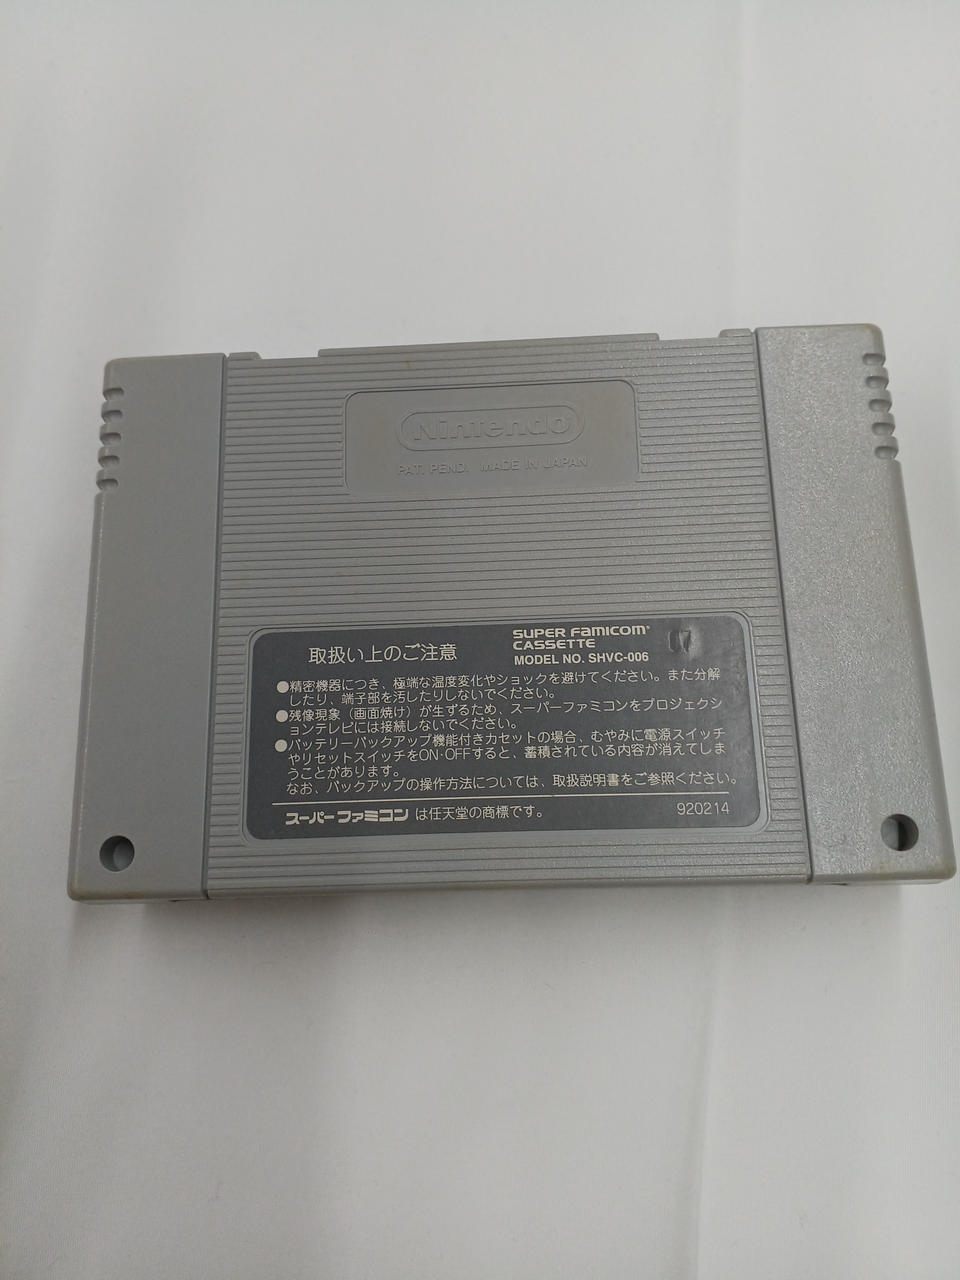 Nintendo
PAT. PEND. MADE IN JAPAN
取扱い上のご注意
SUPER FAMICOM®
CASSETTE
MODEL NO. SHVC-006
17
●精密機器につき、極端な温度変化やショックを避けてください。また分解
したり、端子部を汚したりしないでください。
●残像現象（画面焼け）が生ずるため、スーパーファミコンをプロジェクシ
ョンテレビには接続しないでください。
●バッテリーバックアップ機能付きカセットの場合、むやみに電源スイッチ
やリセットスイッチをON・OFFすると、蓄積されている内容が消えてしま
うことがあります。
なお、バックアップの操作方法については、取扱説明書をご参照ください。
スーパーファミコン は任天堂の商標です。
920214